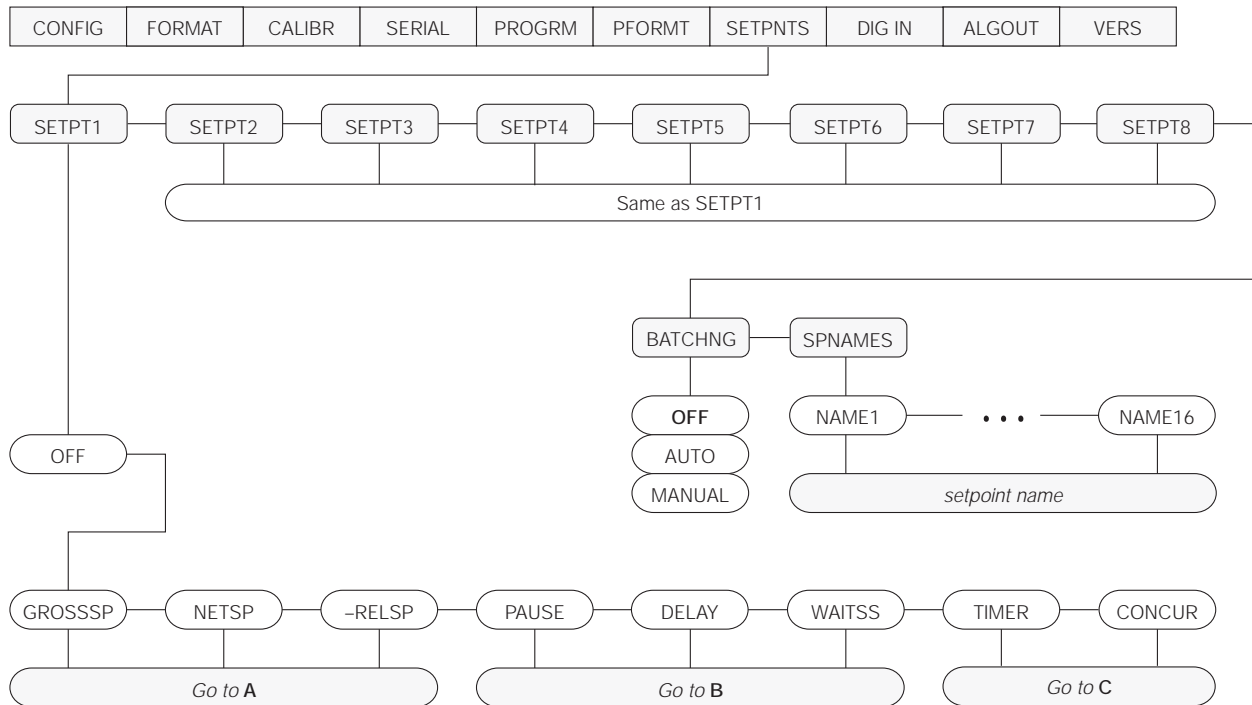 CONFIG FORMAT CALIBR SERIAL PROGRM PFORMT SETPNTS DIG IN ALGOUT VERS
SETPT1 SETPT2 SETPT3 SETPT4 SETPT5 SETPT6 SETPT7 SETPT8
Same as SETPT1
BATCHNG SPNAMES
OFF NAME1 • • • NAME16
OFF AUTO
MANUAL setpoint name
GROSSSP NETSP –RELSP PAUSE DELAY WAITSS TIMER CONCUR
Go to A Go to B Go to C